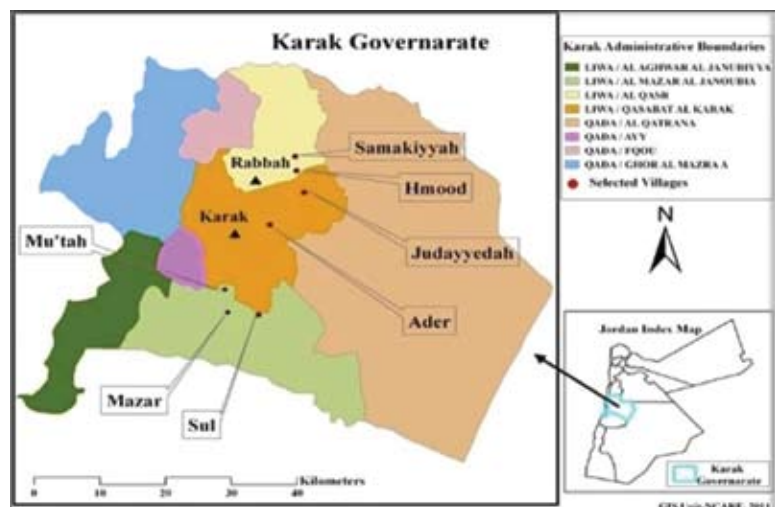 Karak Governarate
Samakiyyah
Rabbah
Hmood
Karak
Mu'tah
Judayyedah
Ader
Mazar
Sul
Kilometers
0 10 20 30 40
Karak Administrative Boundaries
LIWA / AL AGHWAR AL JANUBIYYA
LIWA / AL MAZAR AL JANOUBIA
LIWA / AL QASR
LIWA / QASABAT AL KARAK
QADA / AL QATRANA
QADA / AYY
QADA / FQOU
QADA / GHOR AL MAZRA A
Selected Villages
N
Jordan Index Map
Karak
Governarate